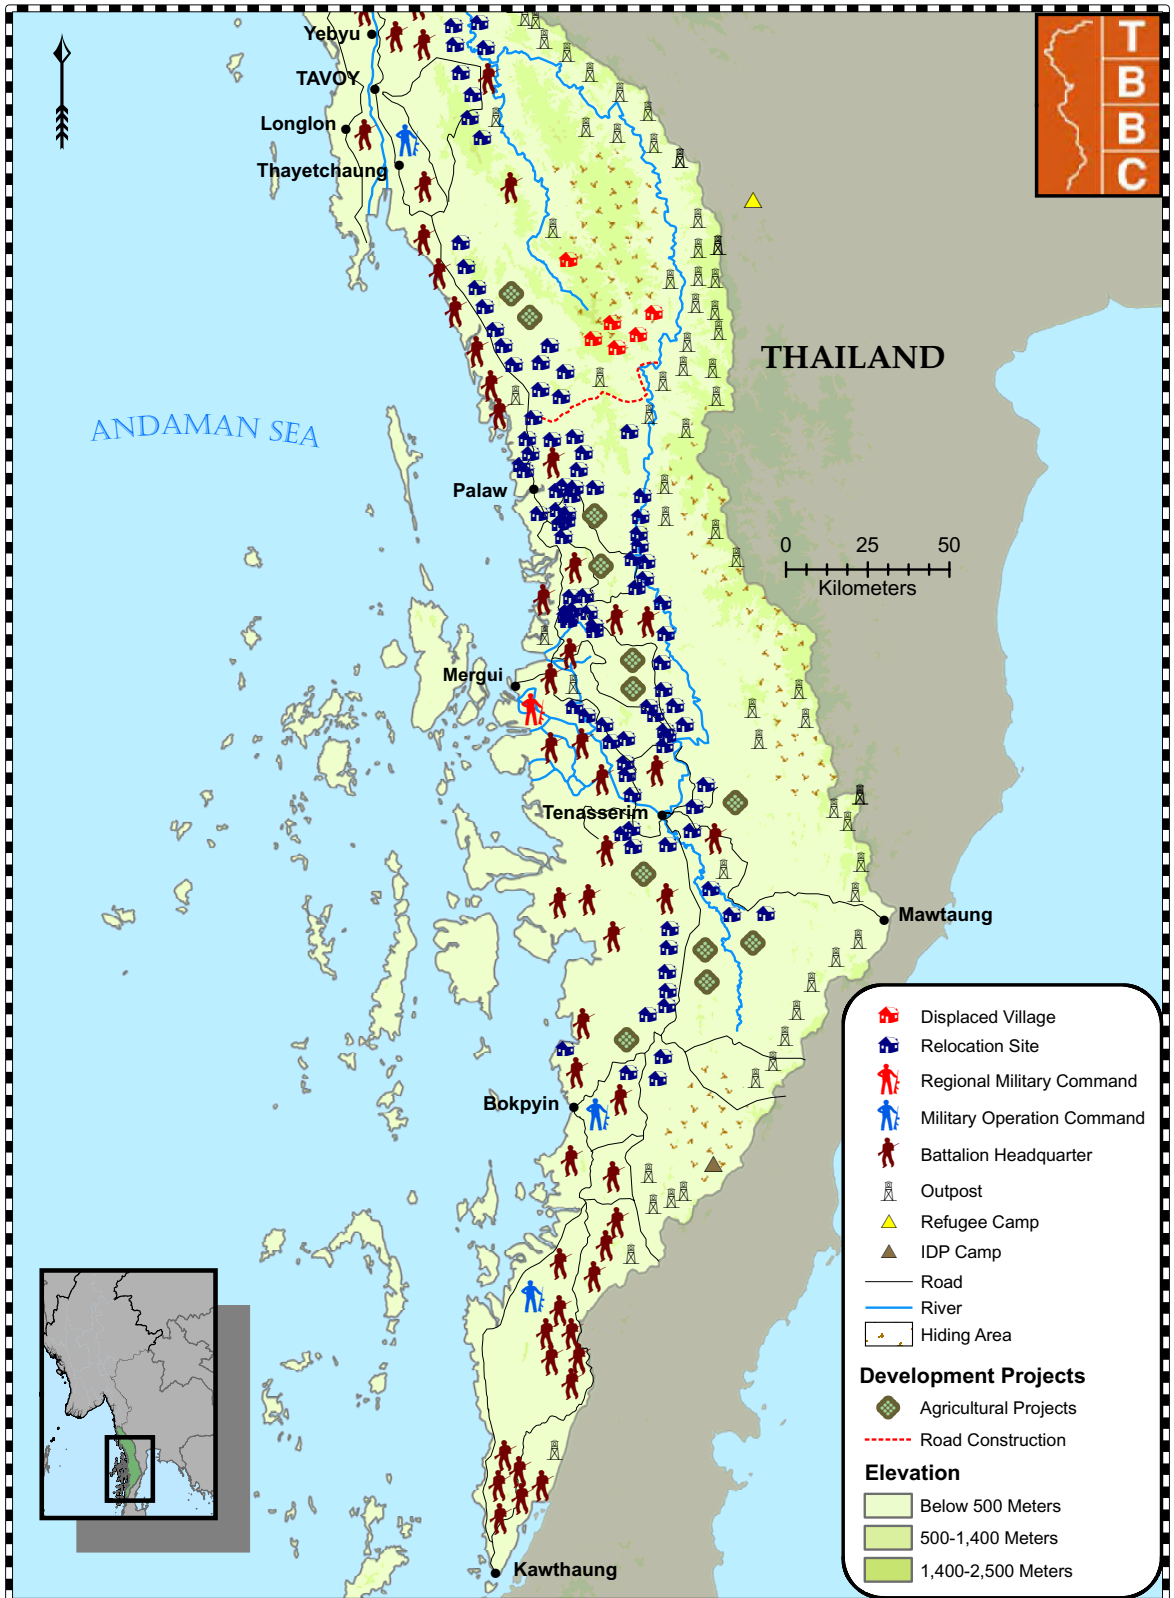 Yebyu
TAVOY
Longlon
Thayetchaung
T
B
B
C
THAILAND
ANDAMAN SEA
Palaw
0 25 50
Kilometers
Mergui
Tenasserim
Mawtaung
Bokpyin
Kawthaung
Displaced Village
Relocation Site
Regional Military Command
Military Operation Command
Battalion Headquarter
Outpost
Refugee Camp
IDP Camp
Road
River
Hiding Area
Development Projects
Agricultural Projects
Road Construction
Elevation
Below 500 Meters
500-1,400 Meters
1,400-2,500 Meters